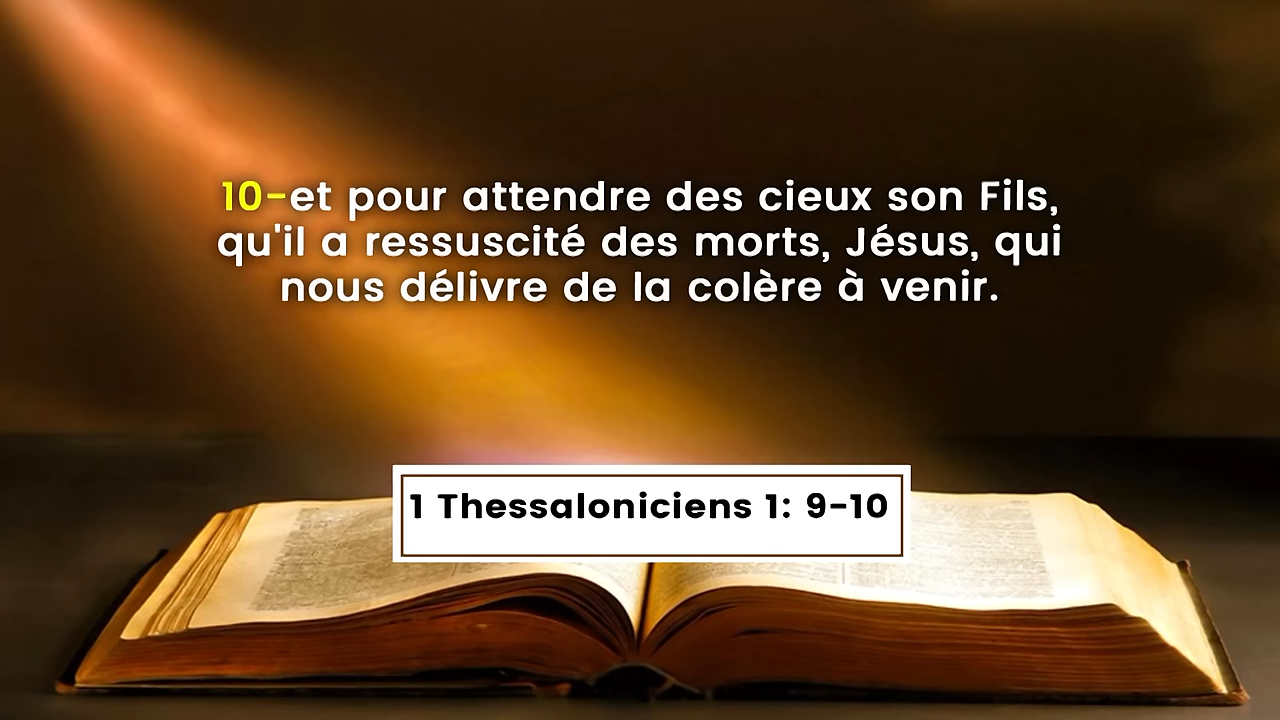 10-et pour attendre des cieux son Fils,
qu'il a ressuscité des morts, Jésus, qui
nous délivre de la colère à venir.
1 Thessaloniciens 1: 9-10